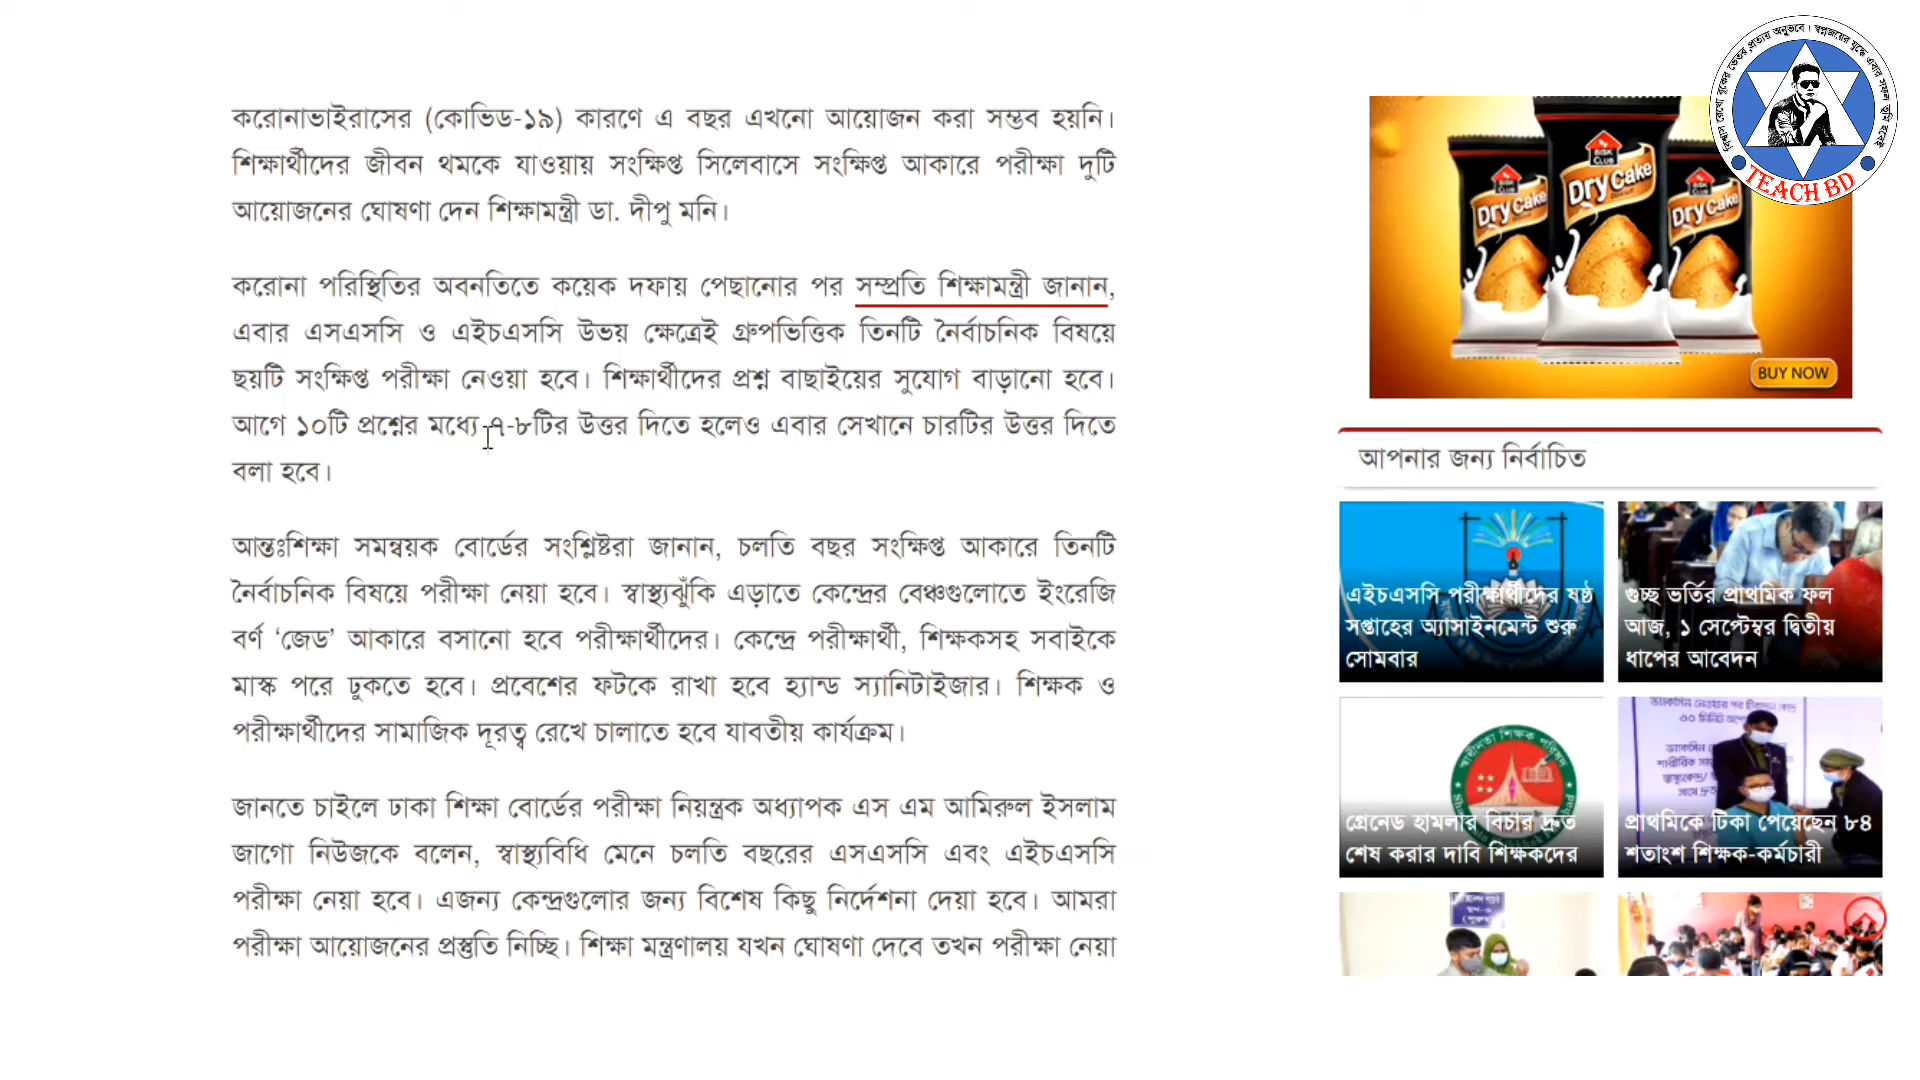 করোনাভাইরাসের (কোভিড-১৯) কারণে এ বছর এখনো আয়োজন করা সম্ভব হয়নি।
শিক্ষার্থীদের জীবন থমকে যাওয়ায় সংক্ষিপ্ত সিলেবাসে সংক্ষিপ্ত আকারে পরীক্ষা দুটি
আয়োজনের ঘোষণা দেন শিক্ষামন্ত্রী ডা. দীপু মনি।
করোনা পরিস্থিতির অবনতিতে কয়েক দফায় পেছানোর পর সম্প্রতি শিক্ষামন্ত্রী জানান,
এবার এসএসসি ও এইচএসসি উভয় ক্ষেত্রেই গ্রুপভিত্তিক তিনটি নৈর্বাচনিক বিষয়ে
ছয়টি সংক্ষিপ্ত পরীক্ষা নেওয়া হবে। শিক্ষার্থীদের প্রশ্ন বাছাইয়ের সুযোগ বাড়ানো হবে।
আগে ১০টি প্রশ্নের মধ্যে ৭-৮টির উত্তর দিতে হলেও এবার সেখানে চারটির উত্তর দিতে
বলা হবে।
আন্তঃশিক্ষা সমন্বয়ক বোর্ডের সংশ্লিষ্টরা জানান, চলতি বছর সংক্ষিপ্ত আকারে তিনটি
নৈর্বাচনিক বিষয়ে পরীক্ষা নেয়া হবে। স্বাস্থ্যঝুঁকি এড়াতে কেন্দ্রের বেঞ্চগুলোতে ইংরেজি
বর্ণ ‘জেড’ আকারে বসানো হবে পরীক্ষার্থীদের। কেন্দ্রে পরীক্ষার্থী, শিক্ষকসহ সবাইকে
মাস্ক পরে ঢুকতে হবে। প্রবেশের ফটকে রাখা হবে হ্যান্ড স্যানিটাইজার। শিক্ষক ও
পরীক্ষার্থীদের সামাজিক দূরত্ব রেখে চালাতে হবে যাবতীয় কার্যক্রম।
জানতে চাইলে ঢাকা শিক্ষা বোর্ডের পরীক্ষা নিয়ন্ত্রক অধ্যাপক এস এম আমিরুল ইসলাম
জাগো নিউজকে বলেন, স্বাস্থ্যবিধি মেনে চলতি বছরের এসএসসি এবং এইচএসসি
পরীক্ষা নেয়া হবে। এজন্য কেন্দ্রগুলোর জন্য বিশেষ কিছু নির্দেশনা দেয়া হবে। আমরা
পরীক্ষা আয়োজনের প্রস্তুতি নিচ্ছি। শিক্ষা মন্ত্রণালয় যখন ঘোষণা দেবে তখন পরীক্ষা নেয়া
TEACH BD
BISK CLUB
Dry Cake
Dry Cake
Dry Cake
BUY NOW
আপনার জন্য নির্বাচিত
এইচএসসি পরীক্ষার্থীদের ষষ্ঠ
সপ্তাহের অ্যাসাইনমেন্ট শুরু
সোমবার
গুচ্ছ ভর্তির প্রাথমিক ফল
আজ, ১ সেপ্টেম্বর দ্বিতীয়
ধাপের আবেদন
স্বাধীনতা শিক্ষক পরিষদ
গ্রেনেড হামলার বিচার দ্রুত
শেষ করার দাবি শিক্ষকদের
প্রাথমিকে টিকা পেয়েছেন ৮৪
শতাংশ শিক্ষক-কর্মচারী